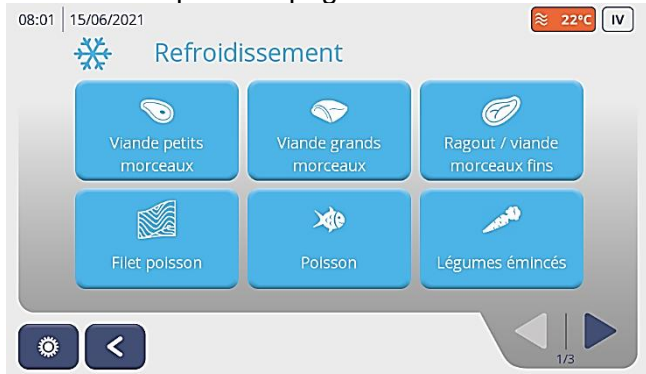 08:01 15/06/2021 22°C IV
Refroidissement
Viande petits
morceaux
Viande grands
morceaux
Ragout / viande
morceaux fins
Filet poisson
Poisson
Légumes émincés
1/3